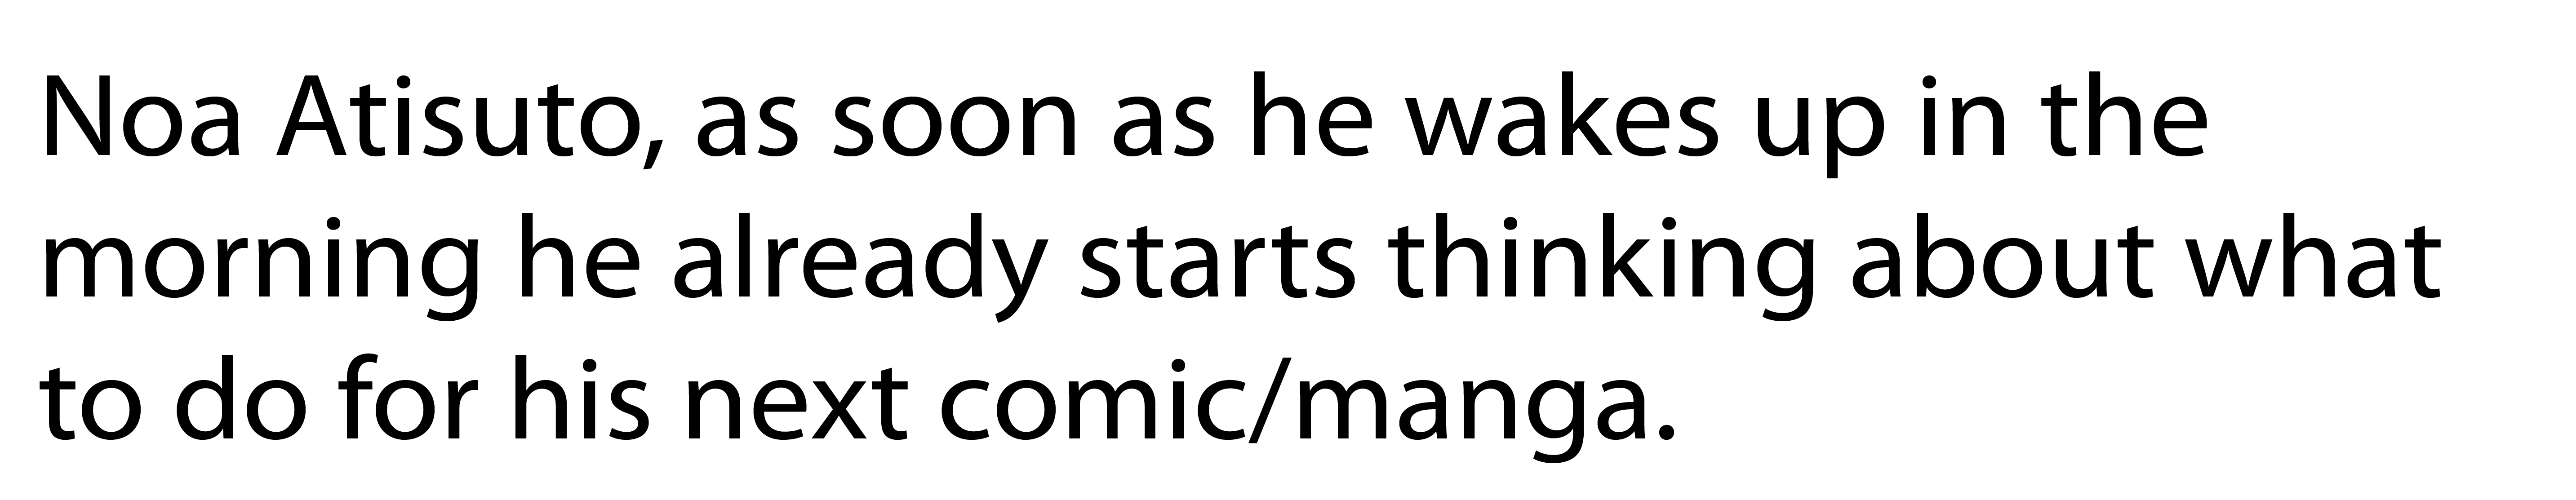 Noa Atisuto, as soon as he wakes up in the
morning he already starts thinking about what
to do for his next comic/manga.